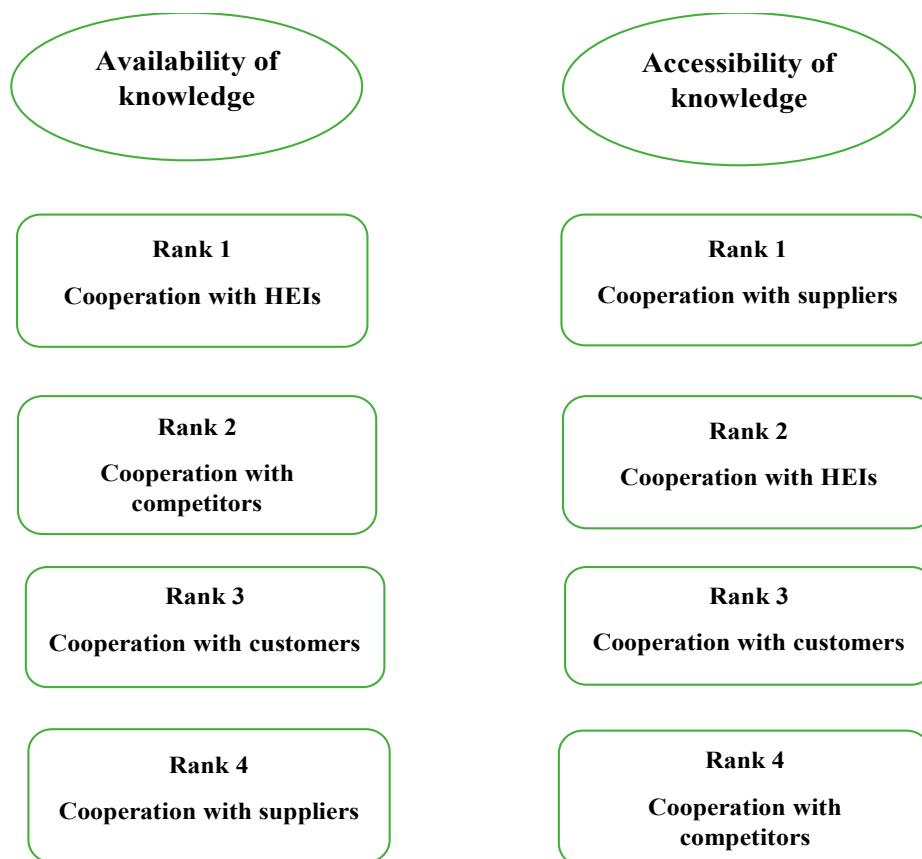 Availability of
knowledge
Rank 1
Cooperation with HEIs
Rank 2
Cooperation with
competitors
Rank 3
Cooperation with customers
Rank 4
Cooperation with suppliers
Accessibility of
knowledge
Rank 1
Cooperation with suppliers
Rank 2
Cooperation with HEIs
Rank 3
Cooperation with customers
Rank 4
Cooperation with
competitors